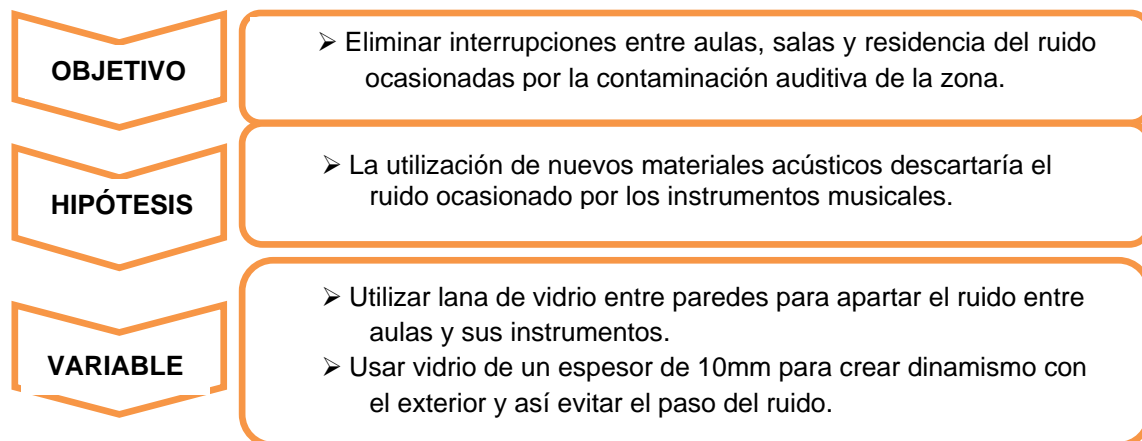 OBJETIVO
➢ Eliminar interrupciones entre aulas, salas y residencia del ruido
ocasionadas por la contaminación auditiva de la zona.
HIPÓTESIS
➢ La utilización de nuevos materiales acústicos descartaría el
ruido ocasionado por los instrumentos musicales.
VARIABLE
➢ Utilizar lana de vidrio entre paredes para apartar el ruido entre
aulas y sus instrumentos.
➢ Usar vidrio de un espesor de 10mm para crear dinamismo con
el exterior y así evitar el paso del ruido.